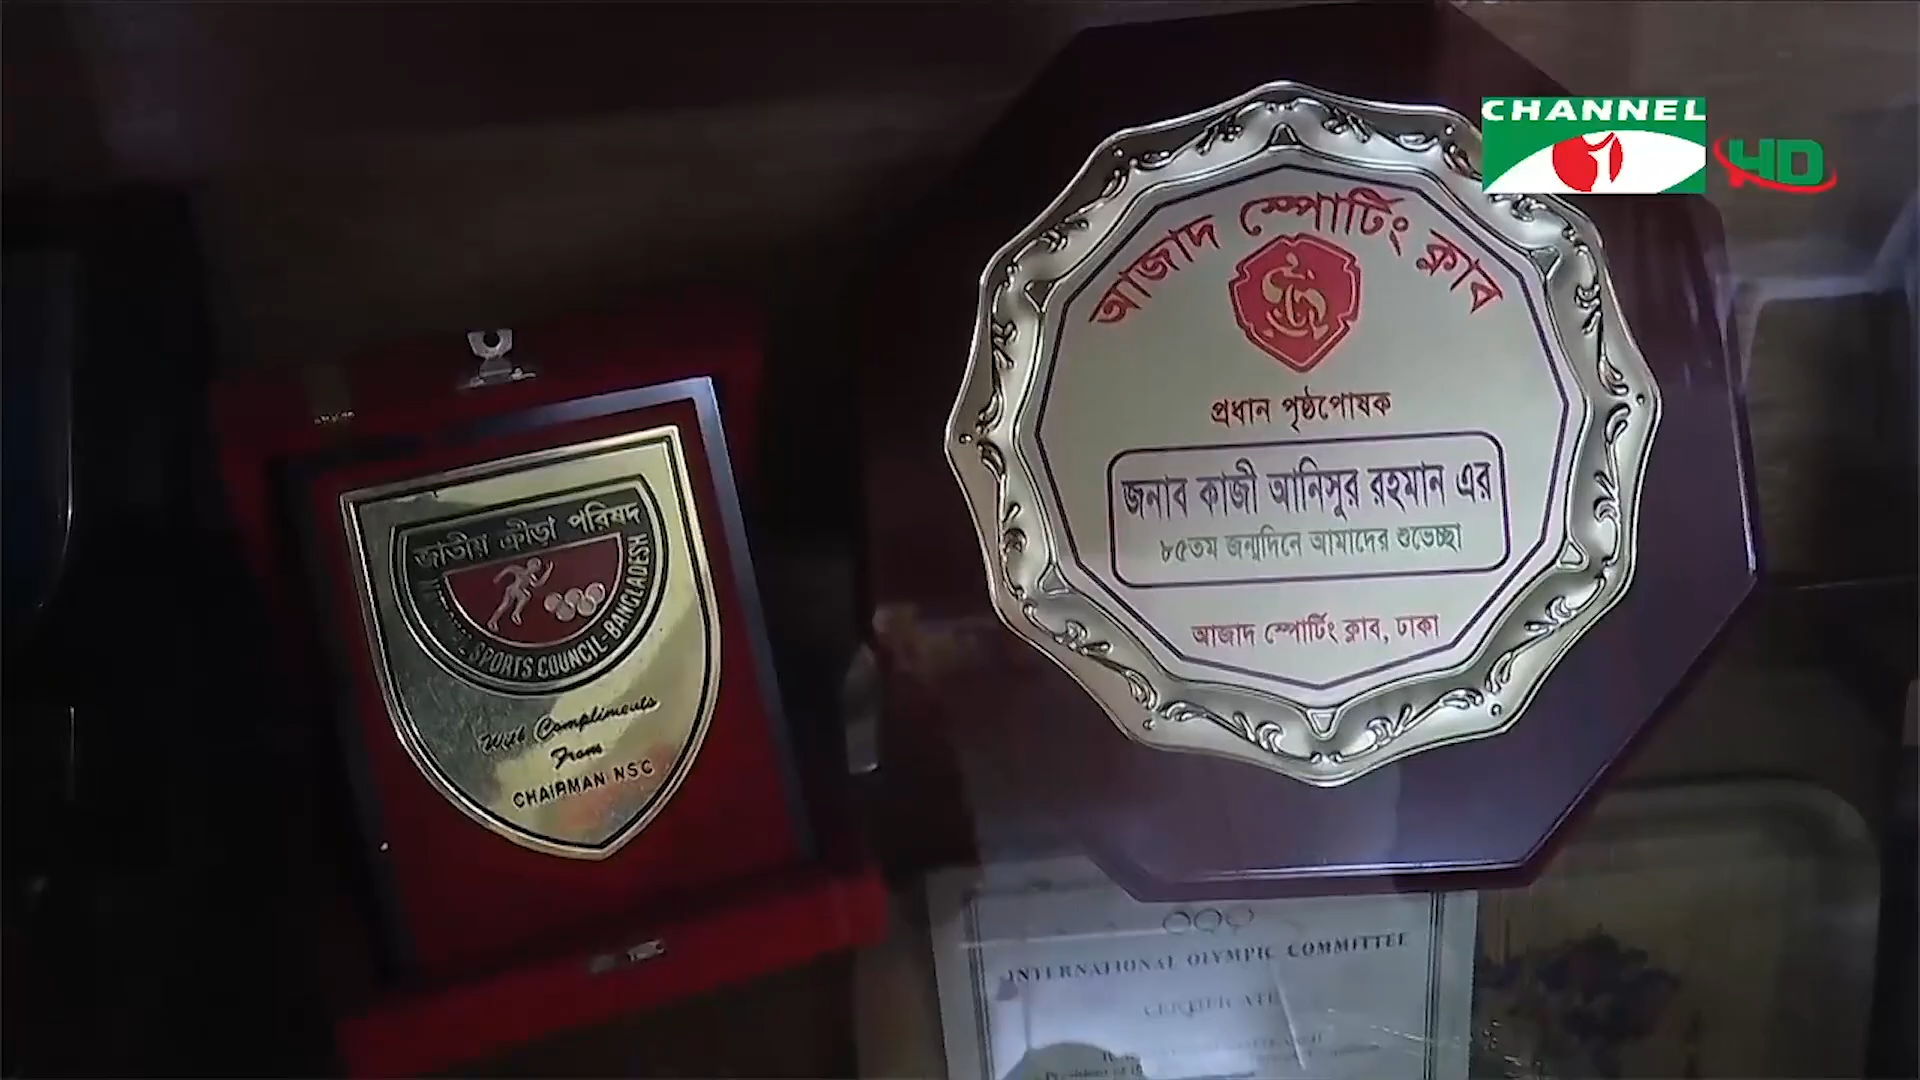 CHANNEL
HD
আজাদ স্পোর্টিং ক্লাব
প্রধান পৃষ্ঠপোষক
জনাব কাজী আনিসুর রহমান এর
৮৫তম জন্মদিনে আমাদের শুভেচ্ছা
আজাদ স্পোর্টিং ক্লাব, ঢাকা
জাতীয় ক্রীড়া পরিষদ
SPORTS COUNCIL-BANGLADESH
With Compliments
From
CHAIRMAN NSC
INTERNATIONAL OLYMPIC COMMITTEE